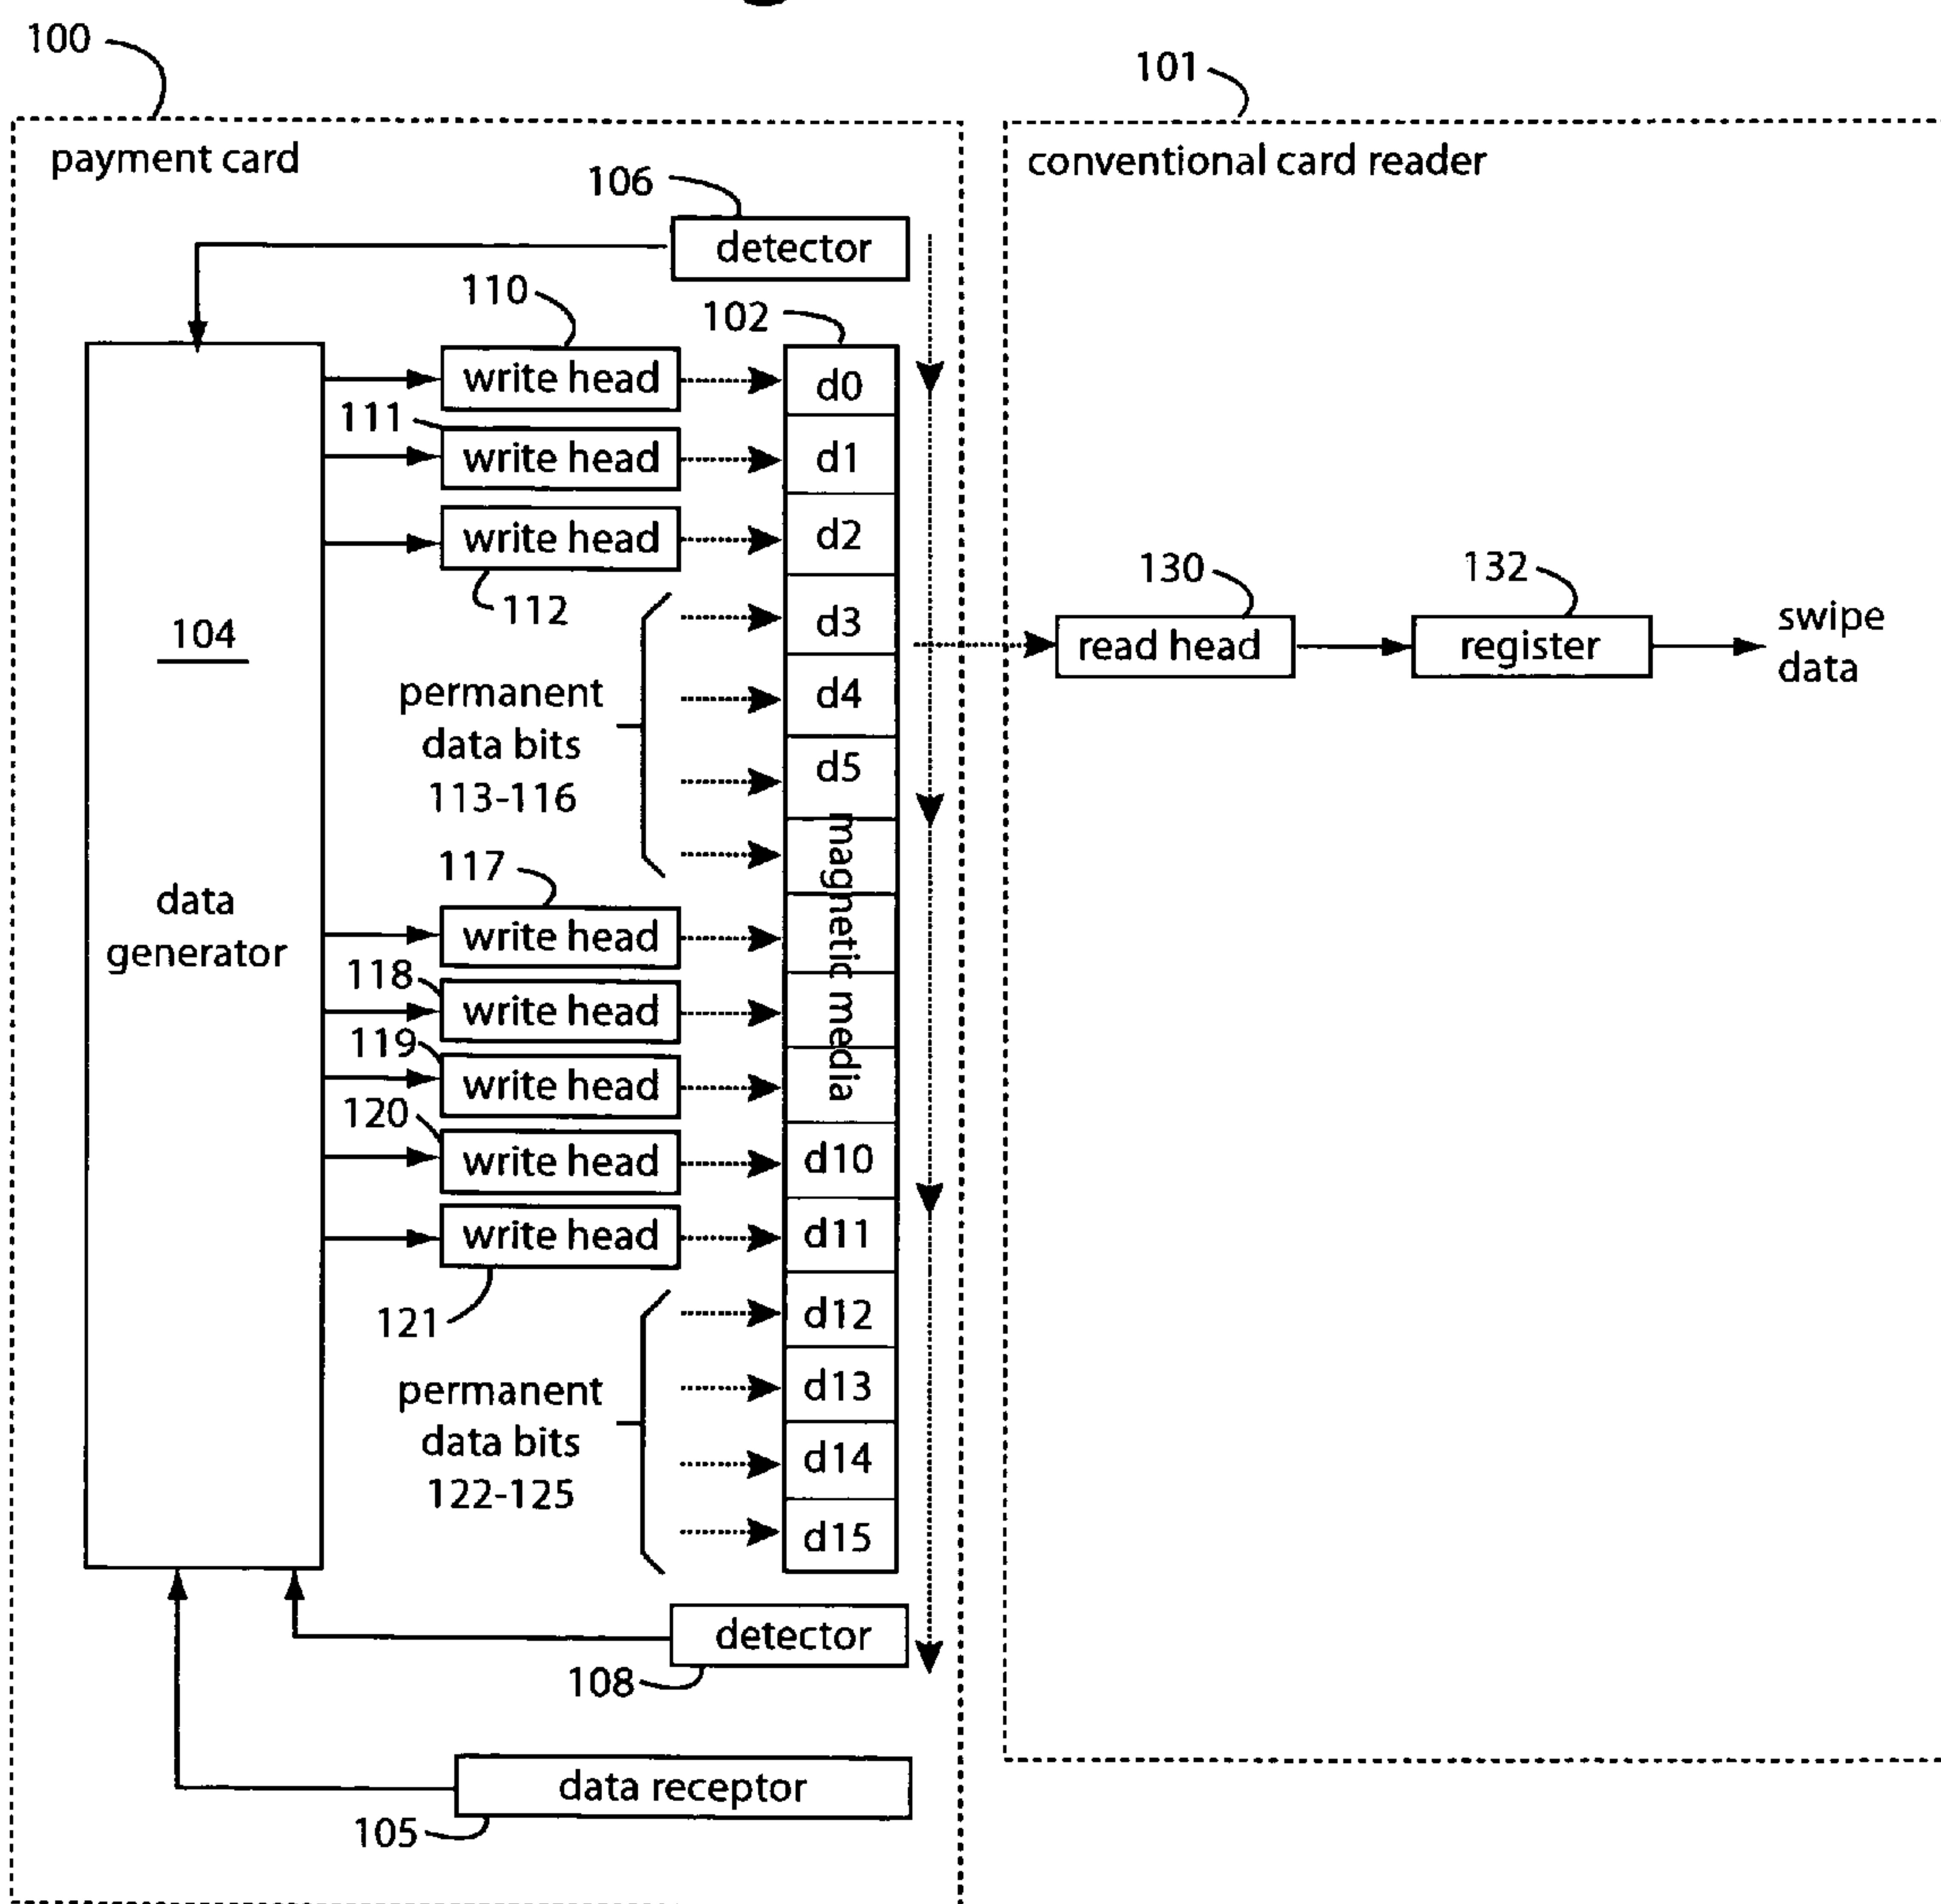 100
101
payment card
conventional card reader
106
detector
110
102
write head
d0
111
write head
d1
write head
d2
112
130
132
d3
swipe
data
104
read head
register
permanent
data bits
113-116
d4
d5
magnetic media
117
data
generator
write head
118
write head
119
write head
120
write head
d10
write head
d11
121
d12
permanent
data bits
122-125
d13
d14
d15
detector
108
data receptor
105